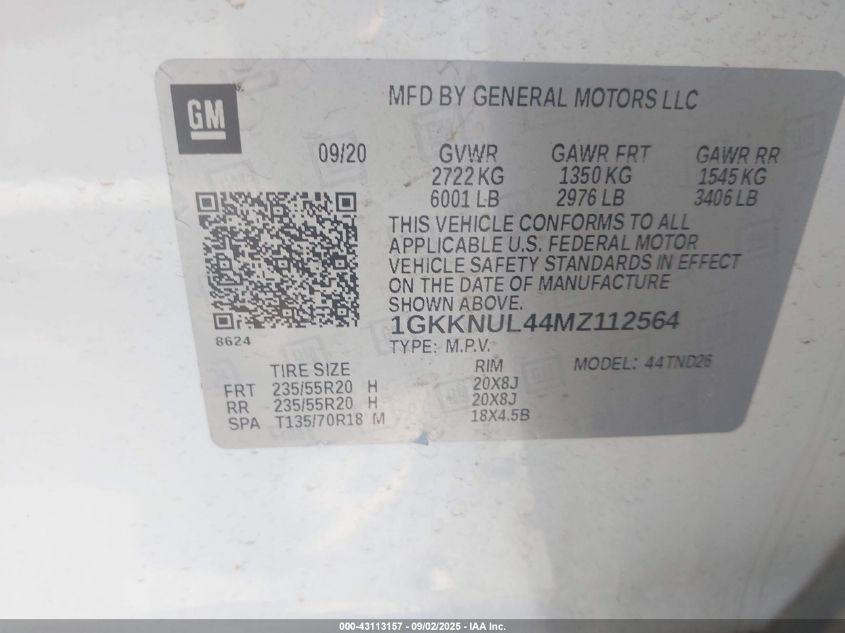 GM
MFD BY GENERAL MOTORS LLC
09/20 GVWR GAWR FRT GAWR RR
2722 KG 1350 KG 1545 KG
6001 LB 2976 LB 3406 LB
THIS VEHICLE CONFORMS TO ALL
APPLICABLE U.S. FEDERAL MOTOR
VEHICLE SAFETY STANDARDS IN EFFECT
ON THE DATE OF MANUFACTURE
SHOWN ABOVE.
8624
1GKKNUL44MZ112564
TYPE: M.P.V.
MODEL: 44TND26
TIRE SIZE RIM
FRT 235/55R20 H 20X8J
RR 235/55R20 H 20X8J
SPA T135/70R18 M 18X4.5B
000-43113157 - 09/02/2025 - IAA Inc.